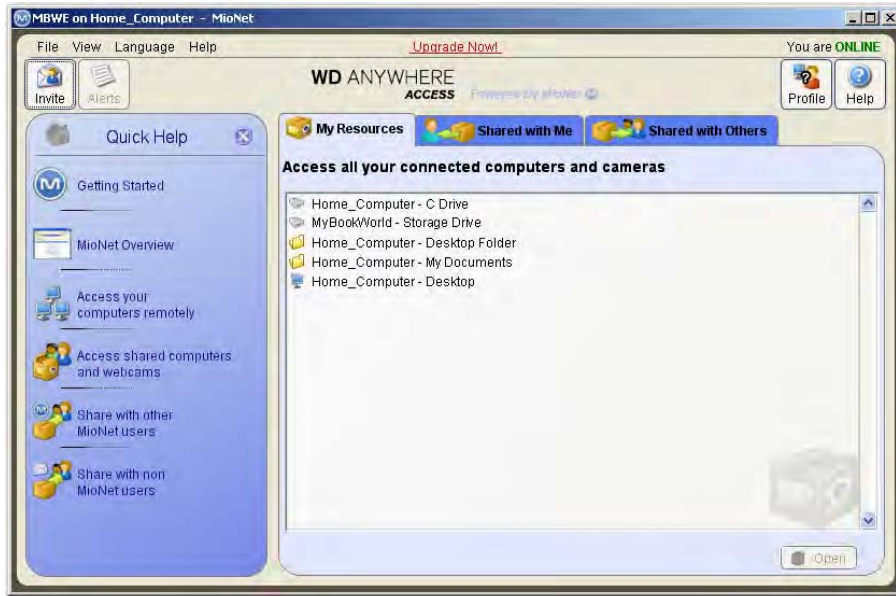 MBWE on Home_Computer - MioNet
File View Language Help
Upgrade Now!
You are ONLINE
Invite
Alerts
WD ANYWHERE
ACCESS Powered by MioNet
Profile
Help
Quick Help
Getting Started
MioNet Overview
Access your
computers remotely
Access shared computers
and webcams
Share with other
MioNet users
Share with non
MioNet users
My Resources
Shared with Me
Shared with Others
Access all your connected computers and cameras
Home_Computer - C Drive
MyBookWorld - Storage Drive
Home_Computer - Desktop Folder
Home_Computer - My Documents
Home_Computer - Desktop
Open